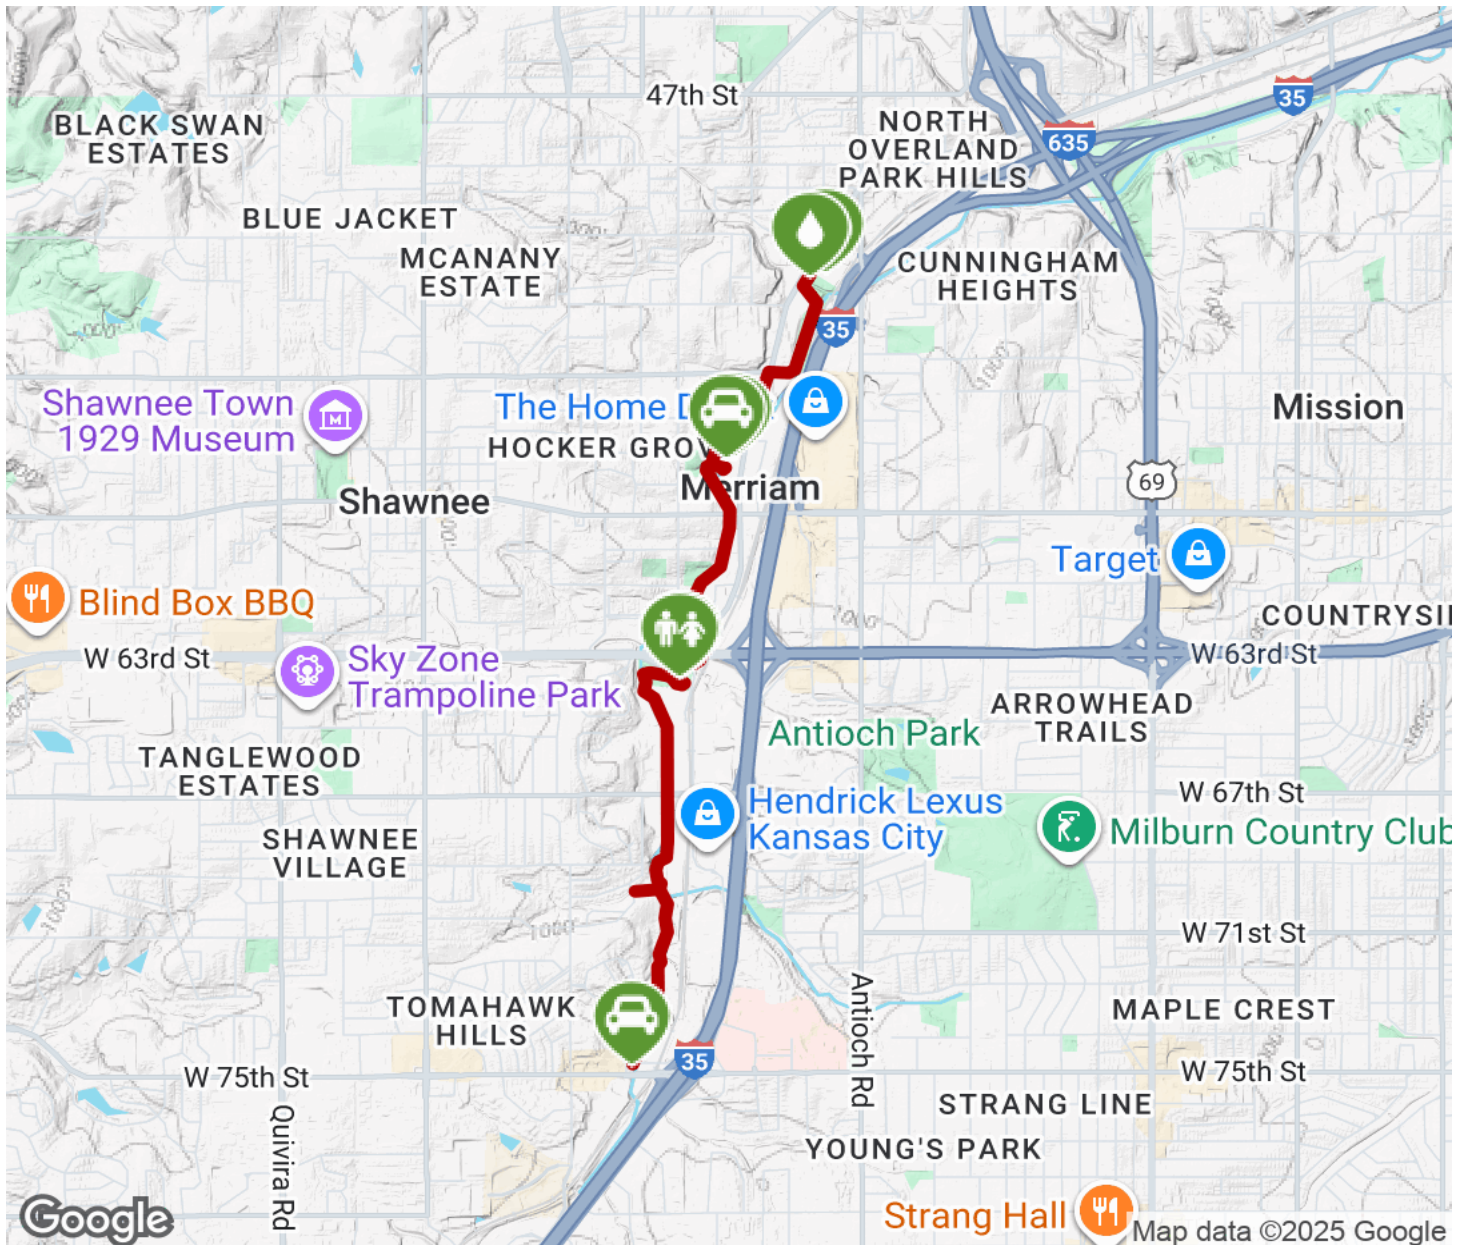 47th St
35
BLACK SWAN
ESTATES
NORTH
OVERLAND
PARK HILLS
635
BLUE JACKET
MCANANY
ESTATE
CUNNINGHAM
HEIGHTS
1000'
35
Shawnee Town
1929 Museum
M
The Home D
HOCKER GROV
Mission
Merriam
Shawnee
69
Target
Blind Box BBQ
COUNTRYSI
W 63rd St
W 63rd St
Sky Zone
Trampoline Park
ARROWHEAD
TRAILS
Antioch Park
TANGLEWOOD
ESTATES
W 67th St
Hendrick Lexus
Kansas City
Milburn Country Club
SHAWNEE
VILLAGE
1000'
W 71st St
Antioch Rd
TOMAHAWK
HILLS
MAPLE CREST
35
W 75th St
W 75th St
Quivira Rd
STRANG LINE
YOUNG'S PARK
Strang Hall
Google
Map data ©2025 Google